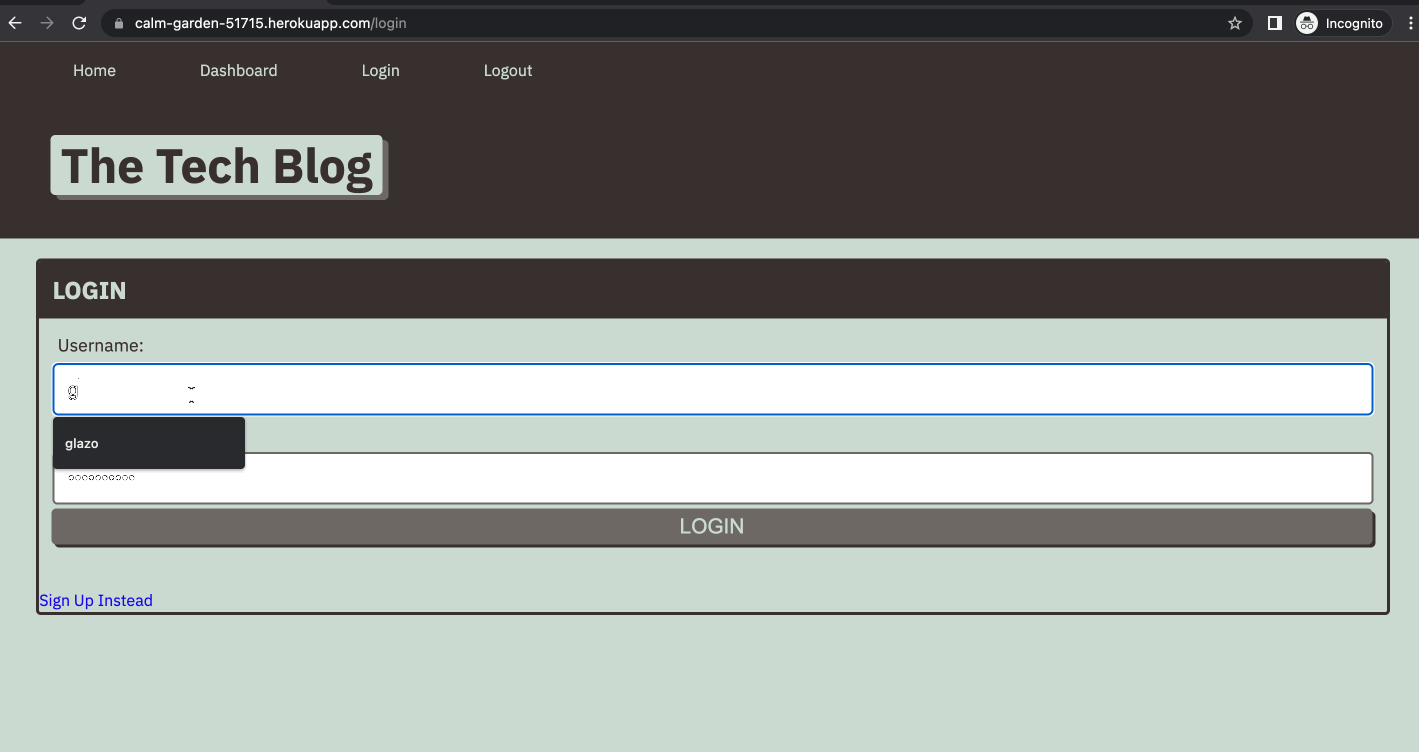 calm-garden-51715.herokuapp.com/login
Incognito
Home Dashboard Login Logout
The Tech Blog
LOGIN
Username:
g
glazo
LOGIN
Sign Up Instead